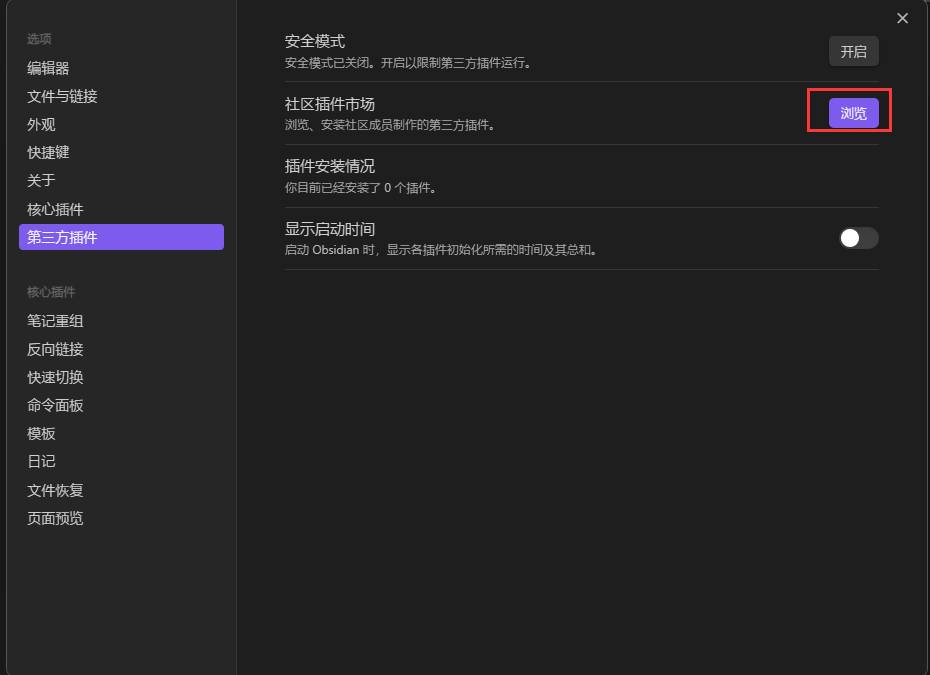 选项
编辑器
文件与链接
外观
快捷键
关于
核心插件
第三方插件
核心插件
笔记重组
反向链接
快速切换
命令面板
模板
日记
文件恢复
页面预览
安全模式
安全模式已关闭。开启以限制第三方插件运行。
开启
社区插件市场
浏览、安装社区成员制作的第三方插件。
浏览
插件安装情况
你目前已经安装了 0 个插件。
显示启动时间
启动 Obsidian 时，显示各插件初始化所需的时间及其总和。